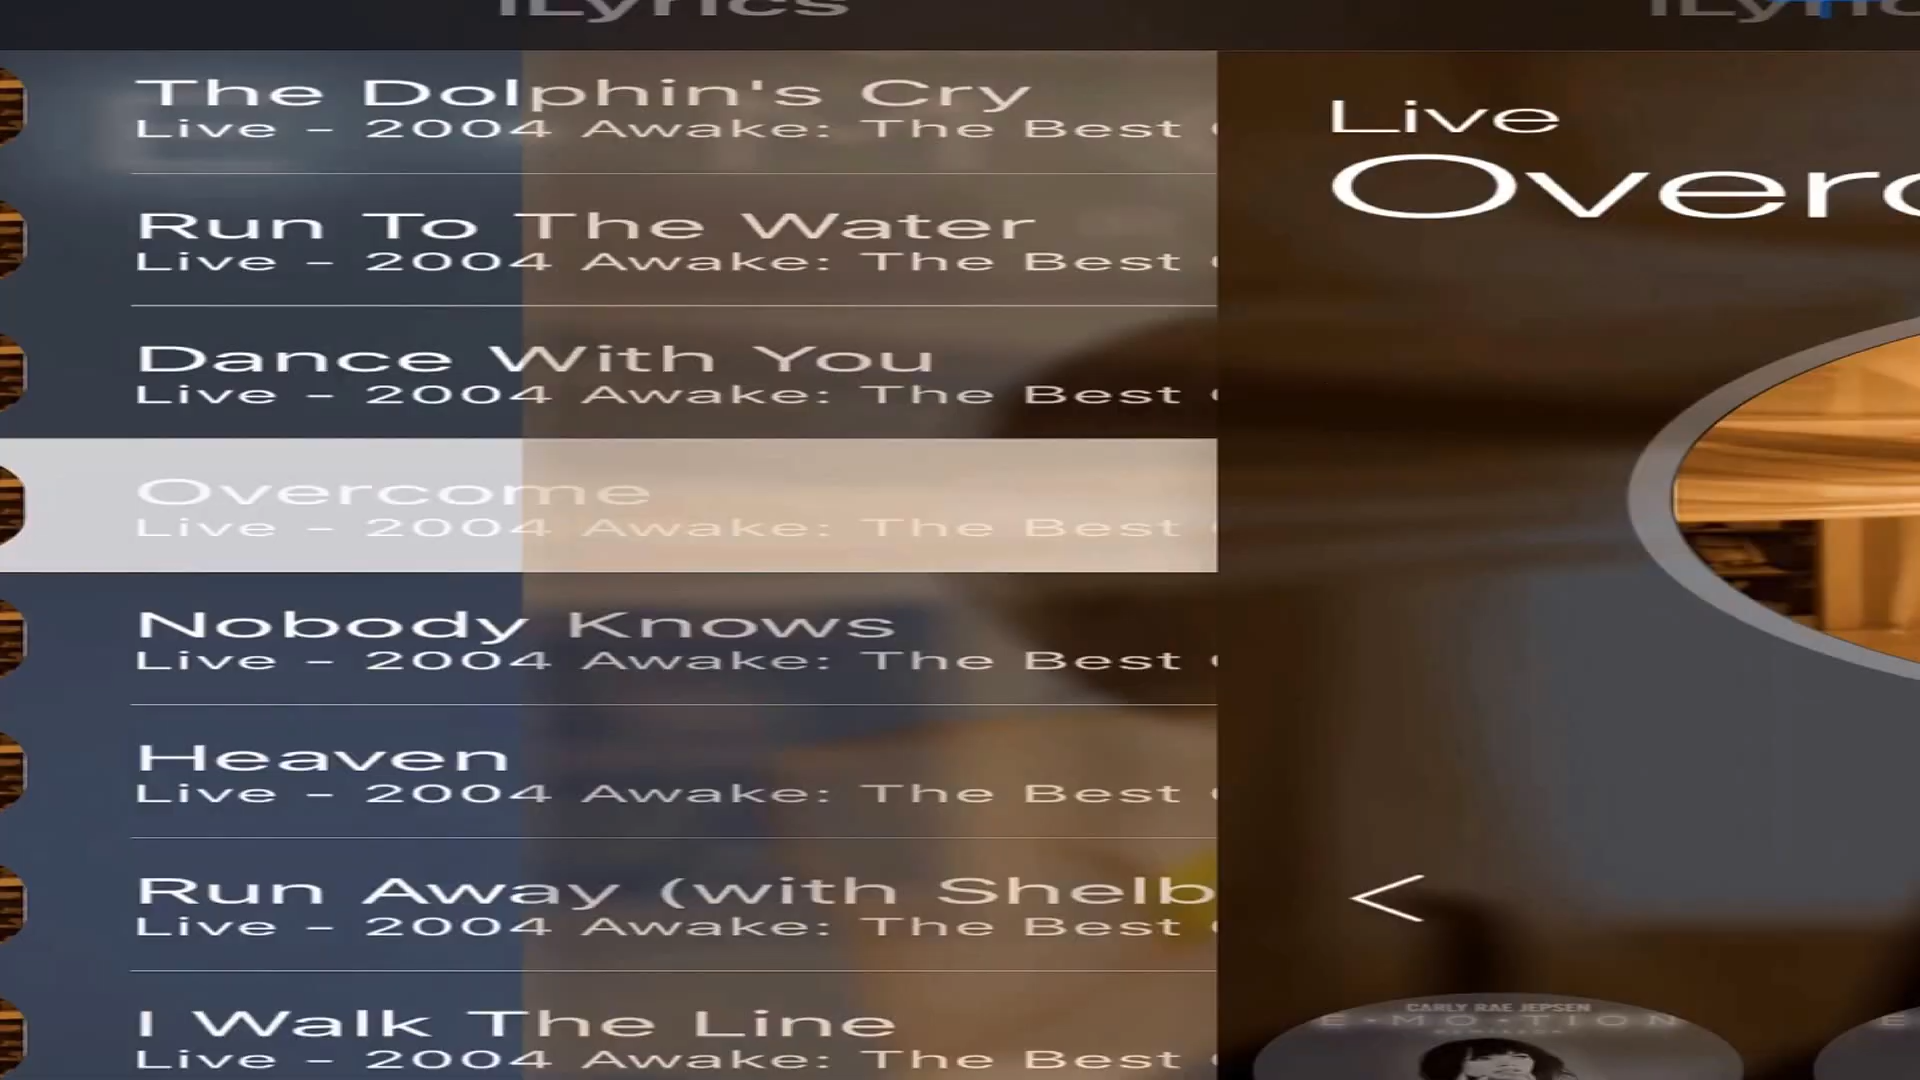 iLyrics
The Dolphin's Cry
Live - 2004 Awake: The Best
Run To The Water
Live - 2004 Awake: The Best
Dance With You
Live - 2004 Awake: The Best
Overcome
Live - 2004 Awake: The Best
Nobody Knows
Live - 2004 Awake: The Best
Heaven
Live - 2004 Awake: The Best
Run Away (with Shelb
Live - 2004 Awake: The Best
I Walk The Line
Live - 2004 Awake: The Best
Live
Overc
<
CARLY RAE JEPSEN
E•MO•TION